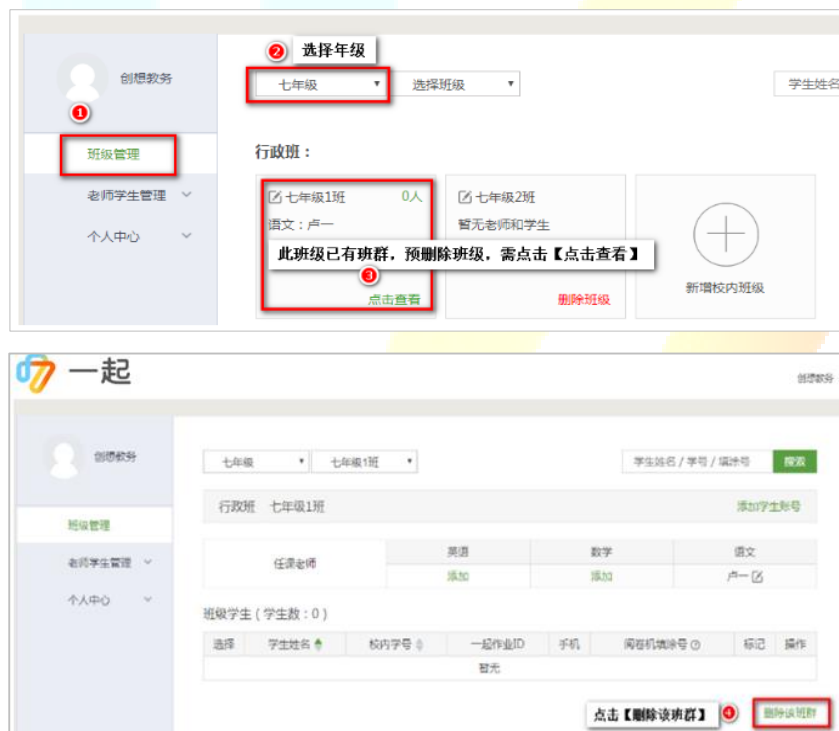 2 选择年级
创想教务
七年级 选择班级 学生姓名
1
班级管理
行政班：
老师学生管理
七年级1班 0人 七年级2班
语文：卢一 暂无老师和学生
个人中心
此班级已有班群，预删除班级，需点击【点击查看】
3
新增校内班级
点击查看 删除班级
17 一起
创想教务
创想教务
七年级 七年级1班 学生姓名 / 学号 / 填涂号 搜索
行政班 七年级1班 添加学生账号
班级管理
任课老师 英语 数学 语文
添加 添加 卢一
老师学生管理
个人中心
班级学生 ( 学生数：0 )
选择 学生姓名 校内学号 一起作业ID 手机 阅卷机填涂号 标记 操作
暂无
点击【删除该班群】 4 删除该班群